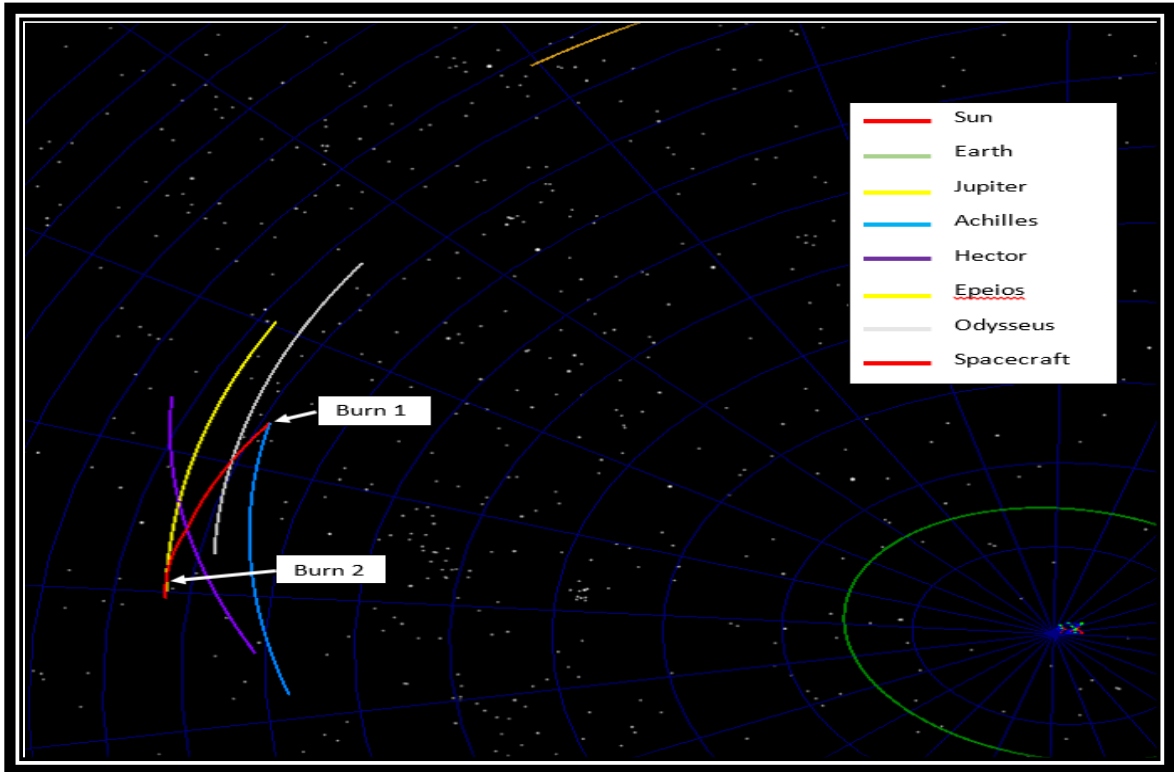 Sun
Earth
Jupiter
Achilles
Hector
Epeios
Odysseus
Spacecraft
Burn 1
Burn 2